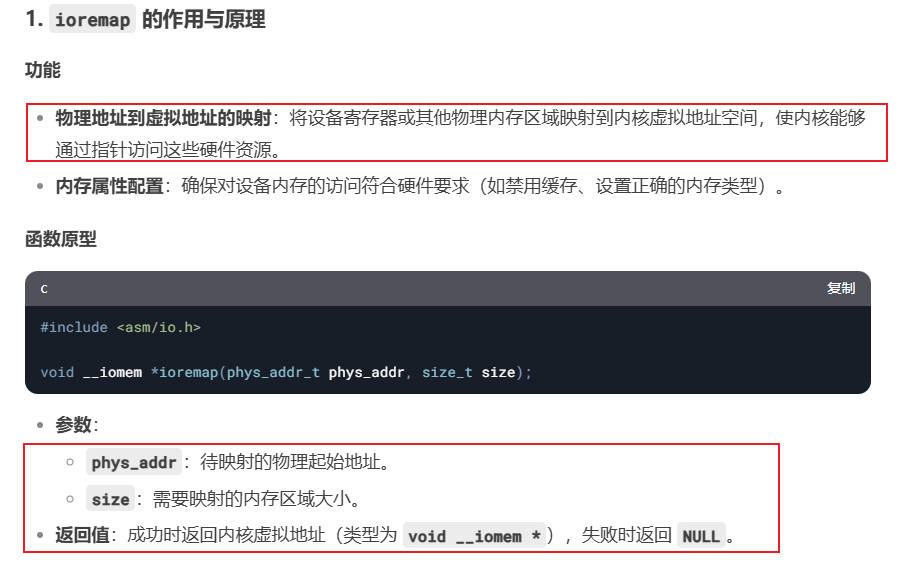 1. ioremap 的作用与原理
功能
物理地址到虚拟地址的映射：将设备寄存器或其他物理内存区域映射到内核虚拟地址空间，使内核能够
通过指针访问这些硬件资源。
内存属性配置：确保对设备内存的访问符合硬件要求（如禁用缓存、设置正确的内存类型）。
函数原型
c 复制
#include <asm/io.h>
void __iomem *ioremap(phys_addr_t phys_addr, size_t size);
参数：
phys_addr：待映射的物理起始地址。
size：需要映射的内存区域大小。
返回值：成功时返回内核虚拟地址（类型为 void __iomem *），失败时返回 NULL。